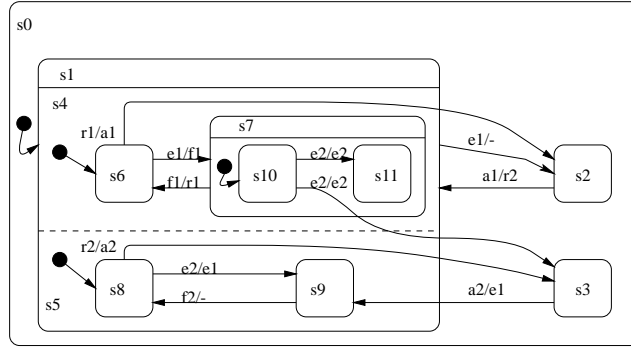 s0
s1
s4
r1/a1
s7
e1/-
e1/f1
e2/e2
s6
s10
s11
s2
f1/r1
e2/e2
a1/r2
r2/a2
e2/e1
s8
s9
s3
s5
f2/-
a2/e1